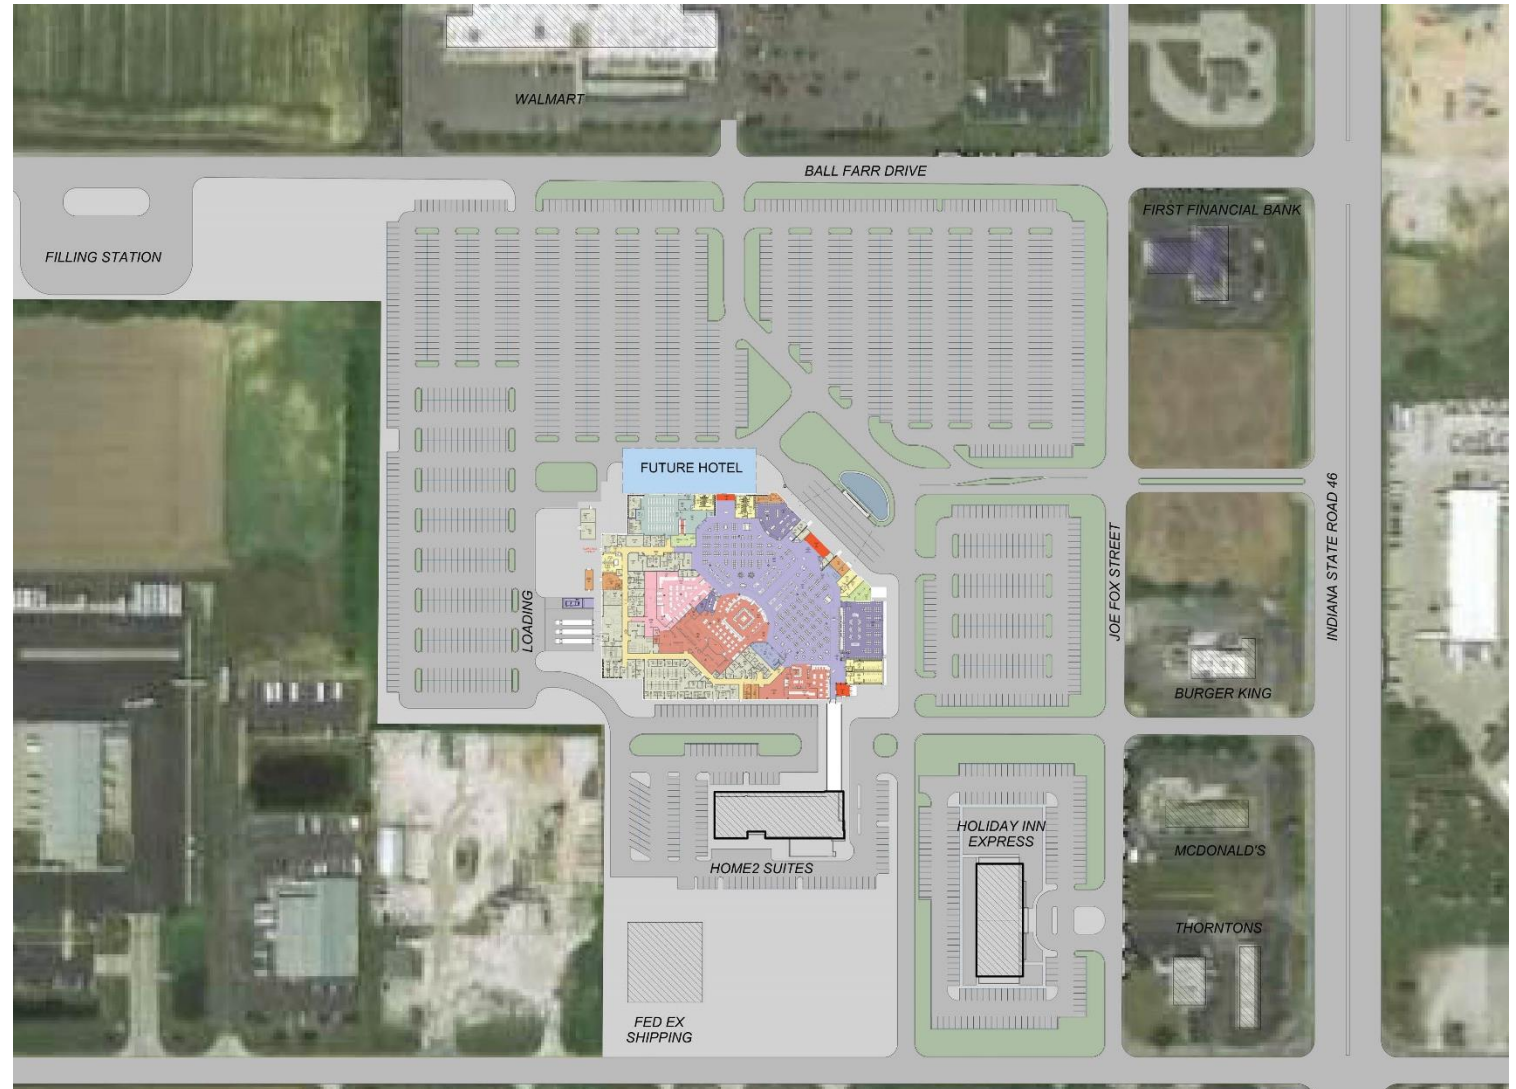 WALMART
BALL FARR DRIVE
FIRST FINANCIAL BANK
FILLING STATION
FUTURE HOTEL
INDIANA STATE ROAD 46
JOE FOX STREET
LOADING
BURGER KING
HOLIDAY INN
EXPRESS
MCDONALD'S
HOME2 SUITES
THORNTONS
FED EX
SHIPPING